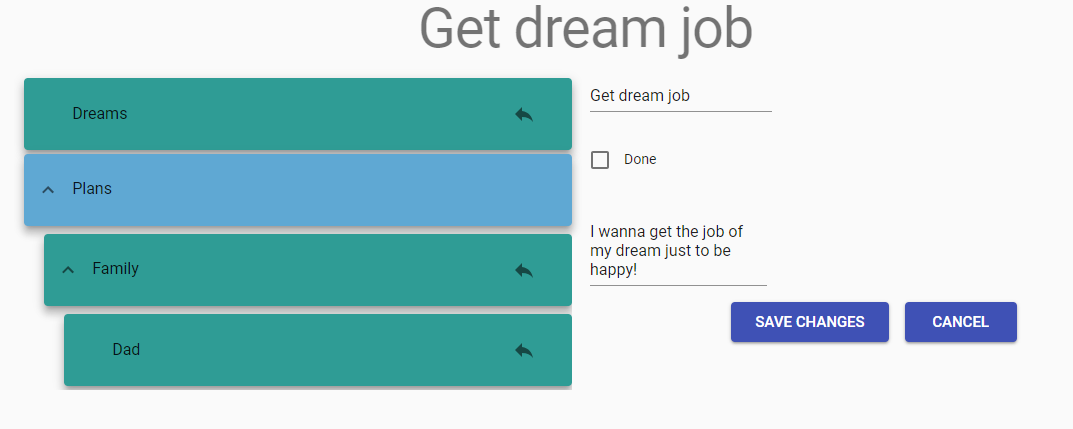 Get dream job
Dreams
Plans
Family
Dad
Get dream job
Done
I wanna get the job of
my dream just to be
happy!
SAVE CHANGES
CANCEL